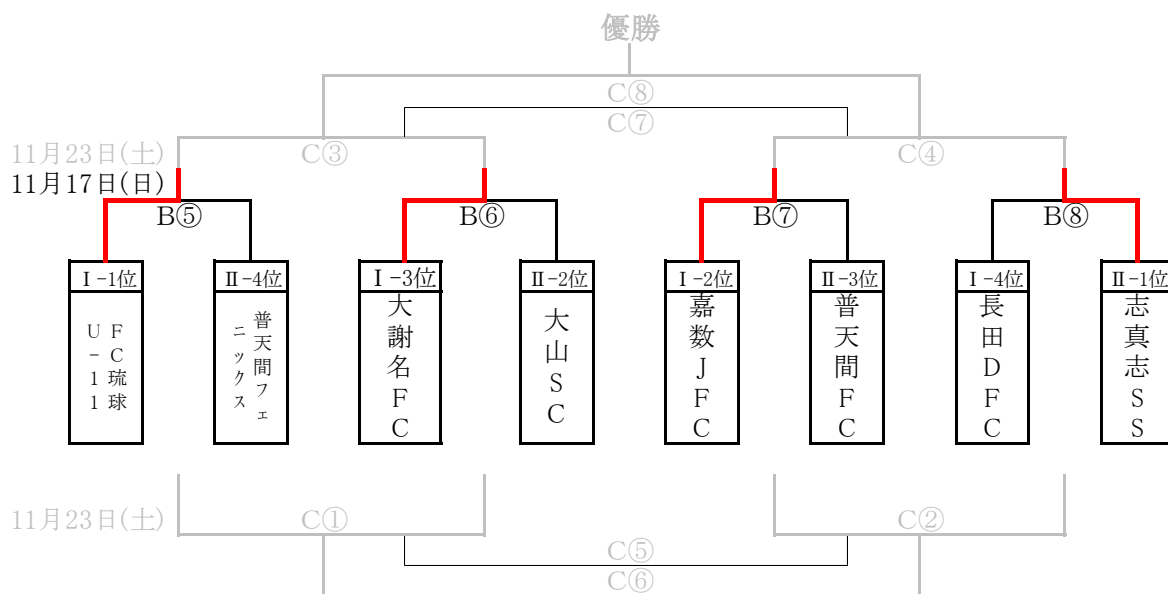 優勝
C⑧
C⑦
11月23日(土)
C③
C④
11月17日(日)
B⑤
B⑥
B⑦
B⑧
Ⅰ-1位
Ⅱ-4位
Ⅰ-3位
Ⅱ-2位
Ⅰ-2位
Ⅱ-3位
Ⅰ-4位
Ⅱ-1位
FC琉球
U-11
普天間フェ
ニックス
大謝名FC
大山SC
嘉数JFC
普天間FC
長田DFC
志真志SS
11月23日(土)
C①
C②
C⑤
C⑥